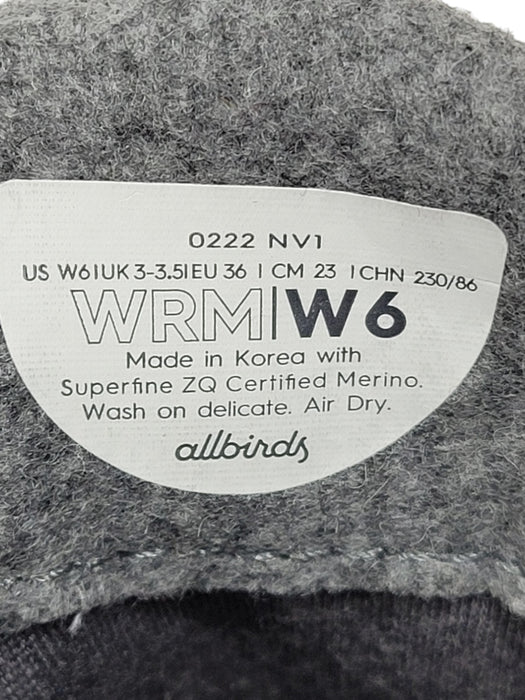 0222 NV1
US W6|UK 3-3.5|EU 36 | CM 23 | CHN 230/86
WRM|W6
Made in Korea with
Superfine ZQ Certified Merino.
Wash on delicate. Air Dry.
allbirds